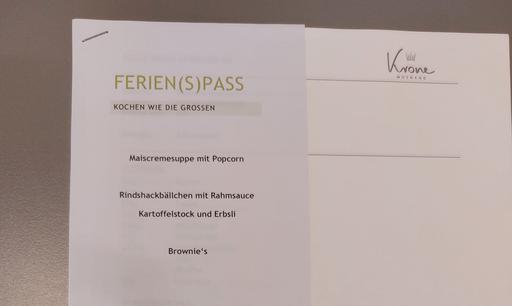 FERIEN(S)PASS
KOCHEN WIE DIE GROSSEN
Maiscremesuppe mit Popcorn
Rindshackbällchen mit Rahmsauce
Kartoffelstock und Erbsli
Brownie's
Krone